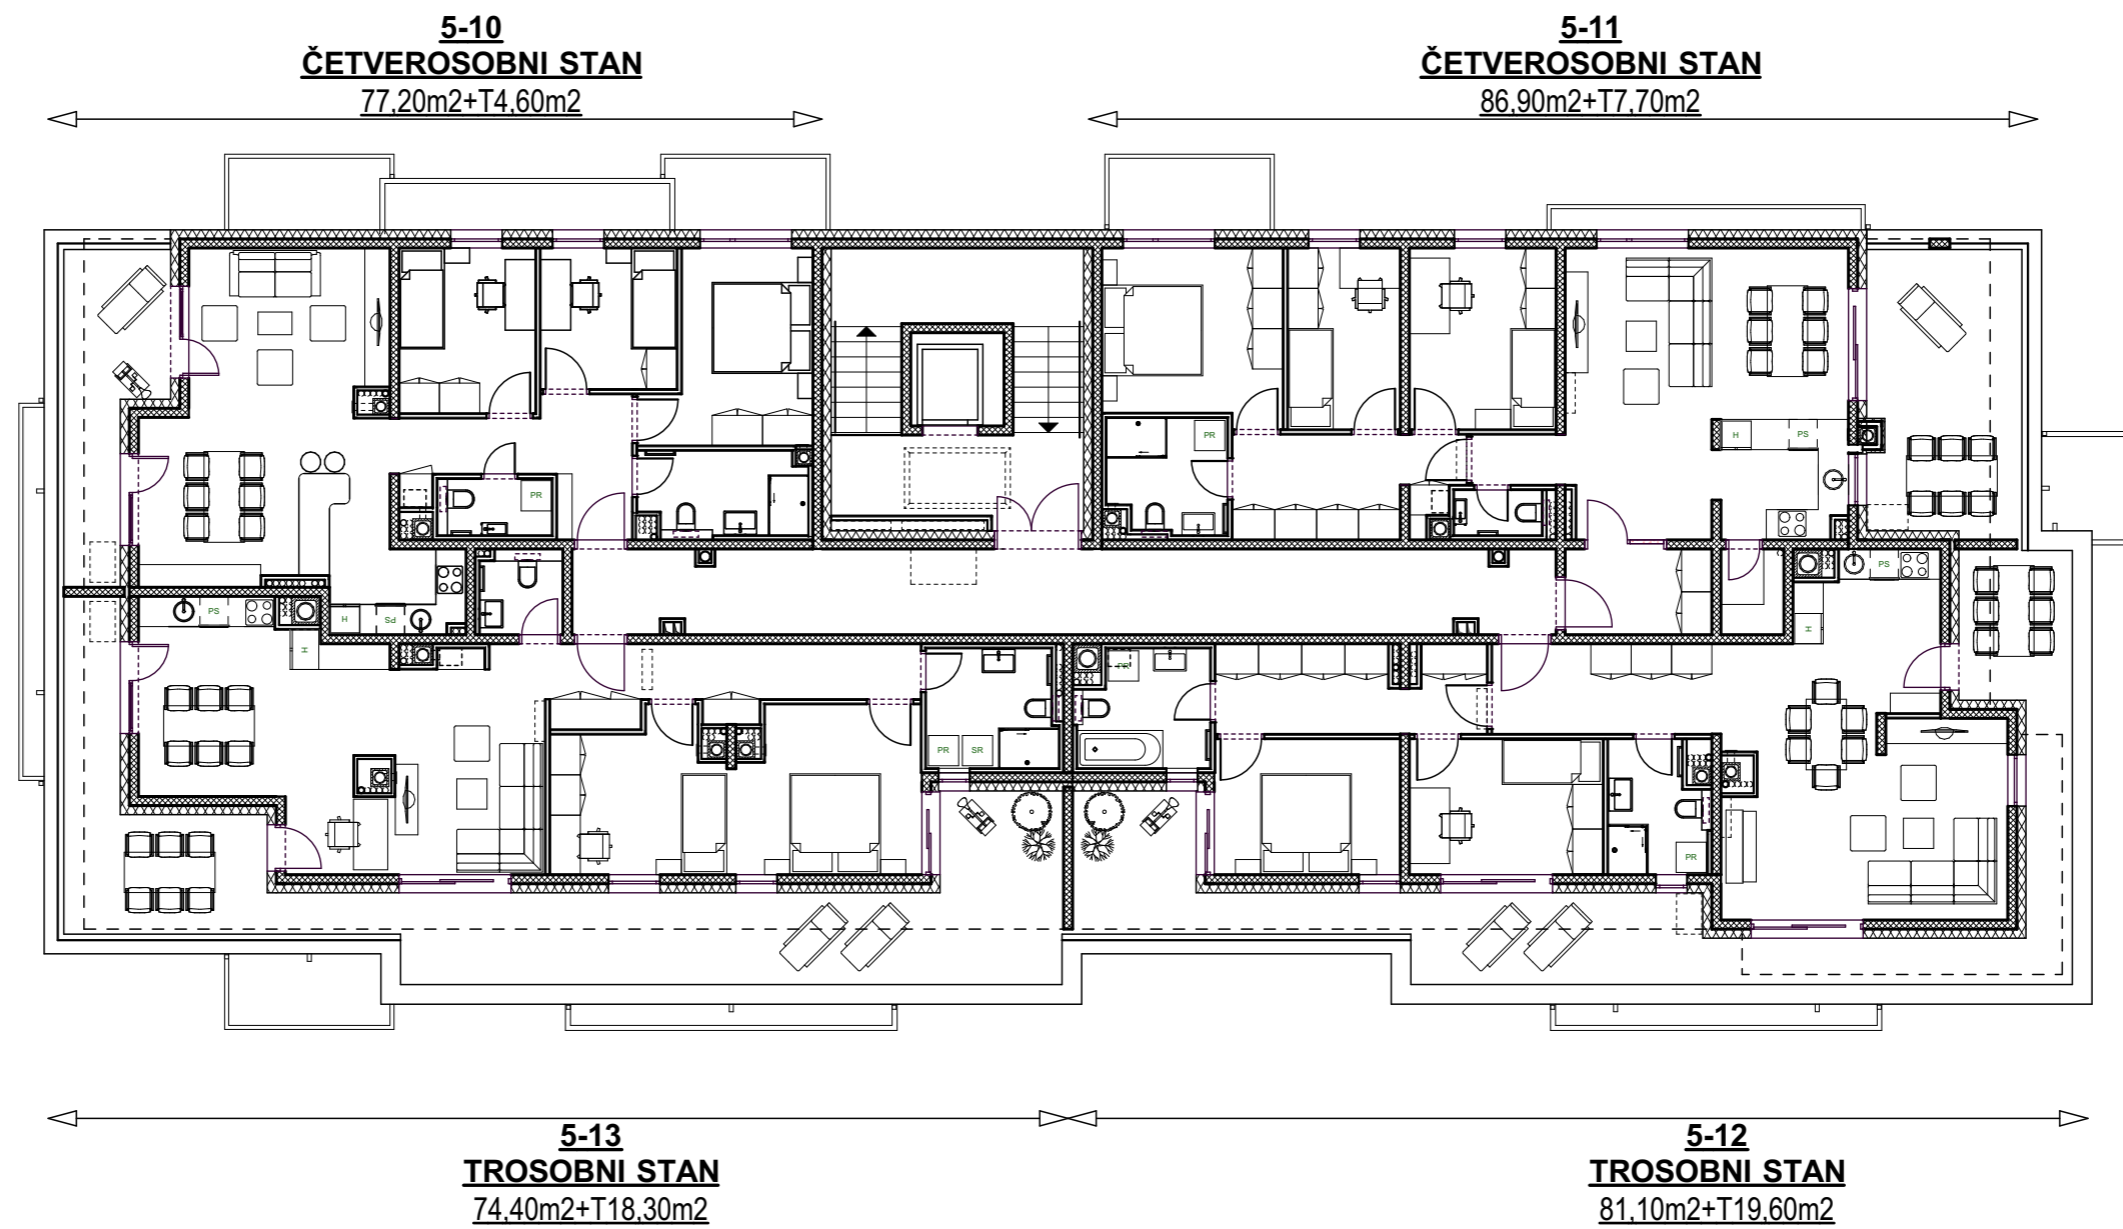 5-10
ČETVEROSOBNI STAN
77,20m2+T4,60m2
5-11
ČETVEROSOBNI STAN
86,90m2+T7,70m2
PR
H
PS
PR
PS
PS
H
PS
H
H
PR
PR
SR
PR
5-13
TROSOBNI STAN
74,40m2+T18,30m2
5-12
TROSOBNI STAN
81,10m2+T19,60m2